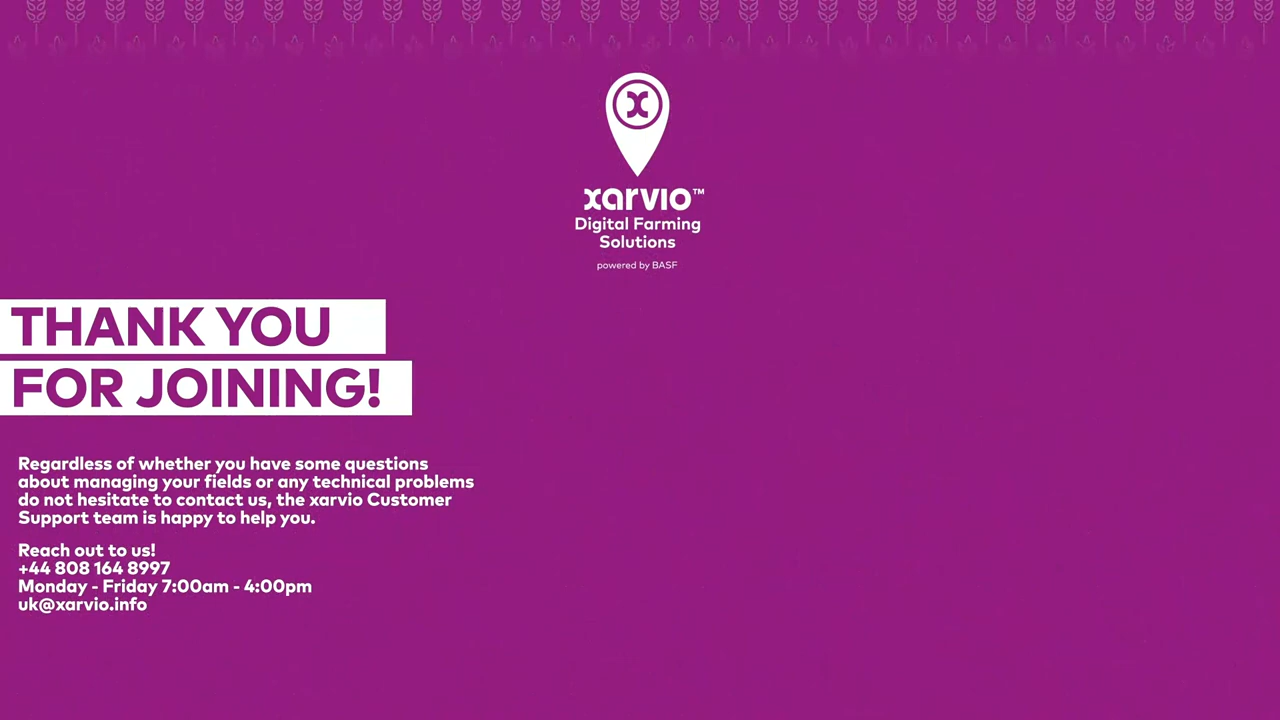 xarvio™
Digital Farming
Solutions
powered by BASF
THANK YOU
FOR JOINING!
Regardless of whether you have some questions
about managing your fields or any technical problems
do not hesitate to contact us, the xarvio Customer
Support team is happy to help you.
Reach out to us!
+44 808 164 8997
Monday - Friday 7:00am - 4:00pm
uk@xarvio.info